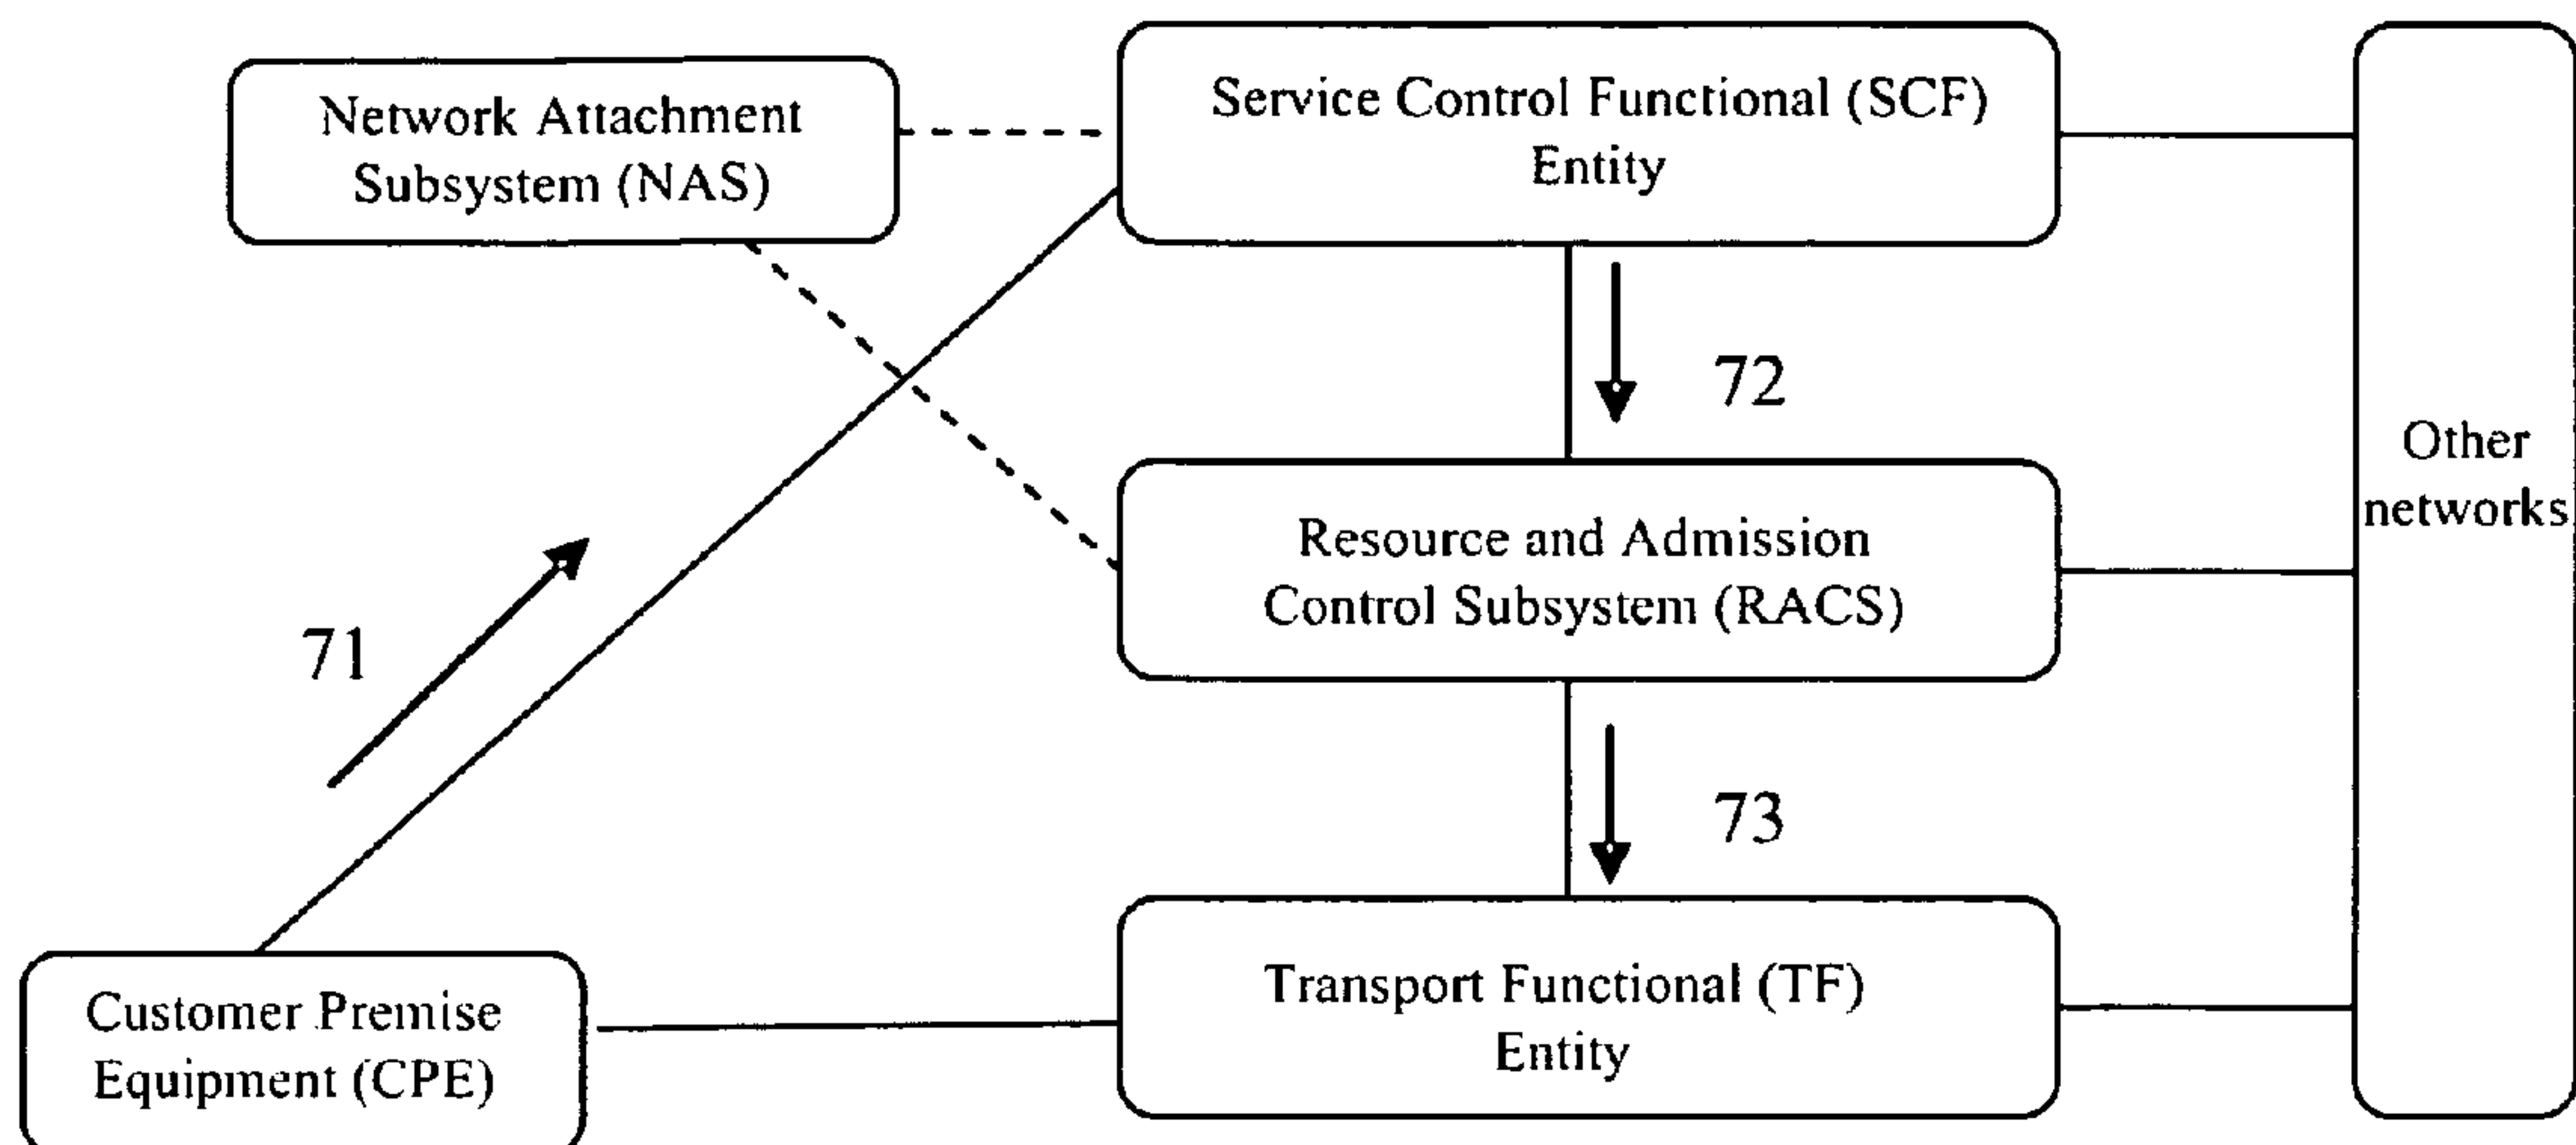 Network Attachment
Subsystem (NAS)
Service Control Functional (SCF)
Entity
72
Other
networks
Resource and Admission
Control Subsystem (RACS)
71
73
Customer Premise
Equipment (CPE)
Transport Functional (TF)
Entity